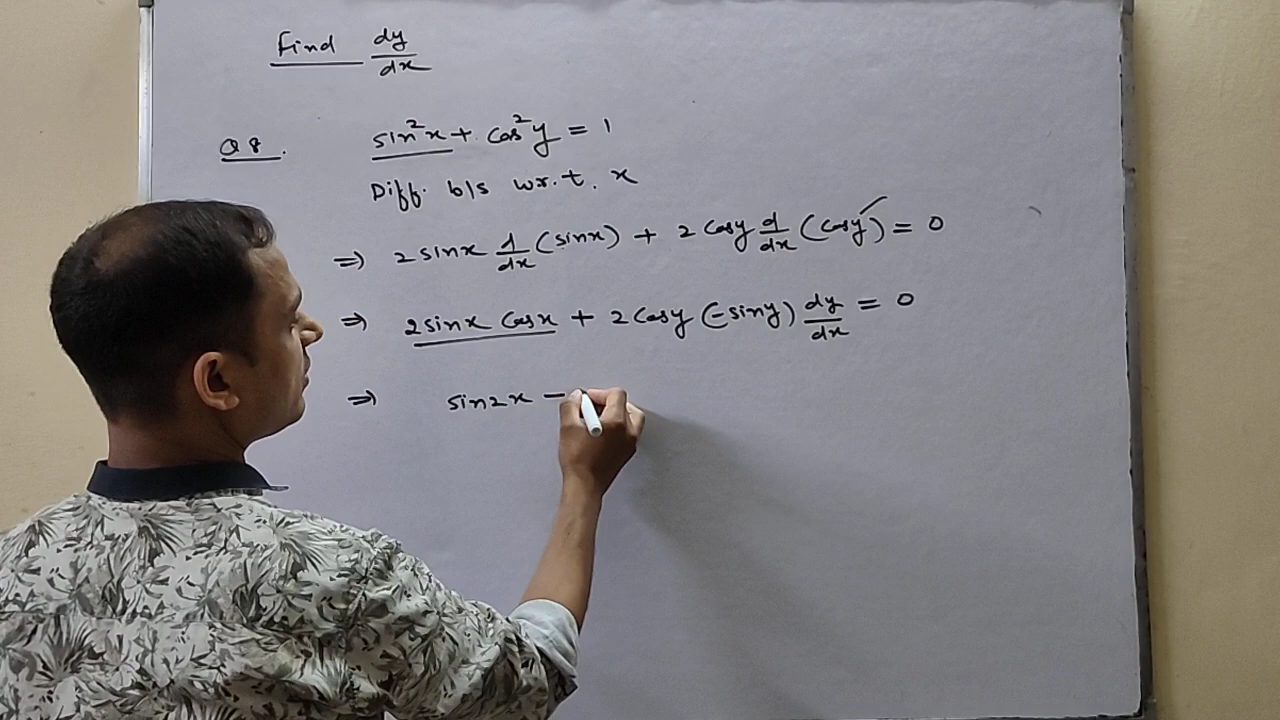 Find dy/dx
Q8. sin²x + cos²y = 1
Diff. b/s w.r.t. x
⇒ 2 sinx d/dx (sinx) + 2 cosy d/dx (cosy) = 0
⇒ 2 sinx cosx + 2 cosy (-siny) dy/dx = 0
⇒ sin2x -